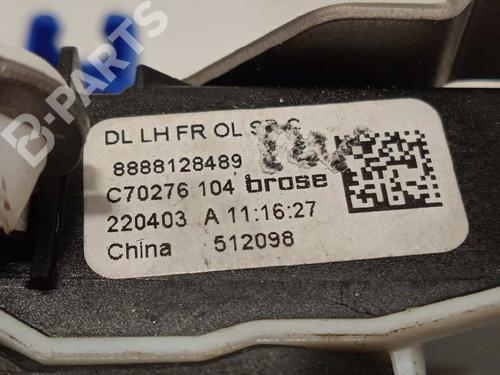 B-PARTS
DL LH FR OL
8888128489
C70276 104 brose
220403 A 11:16:27
China 512098